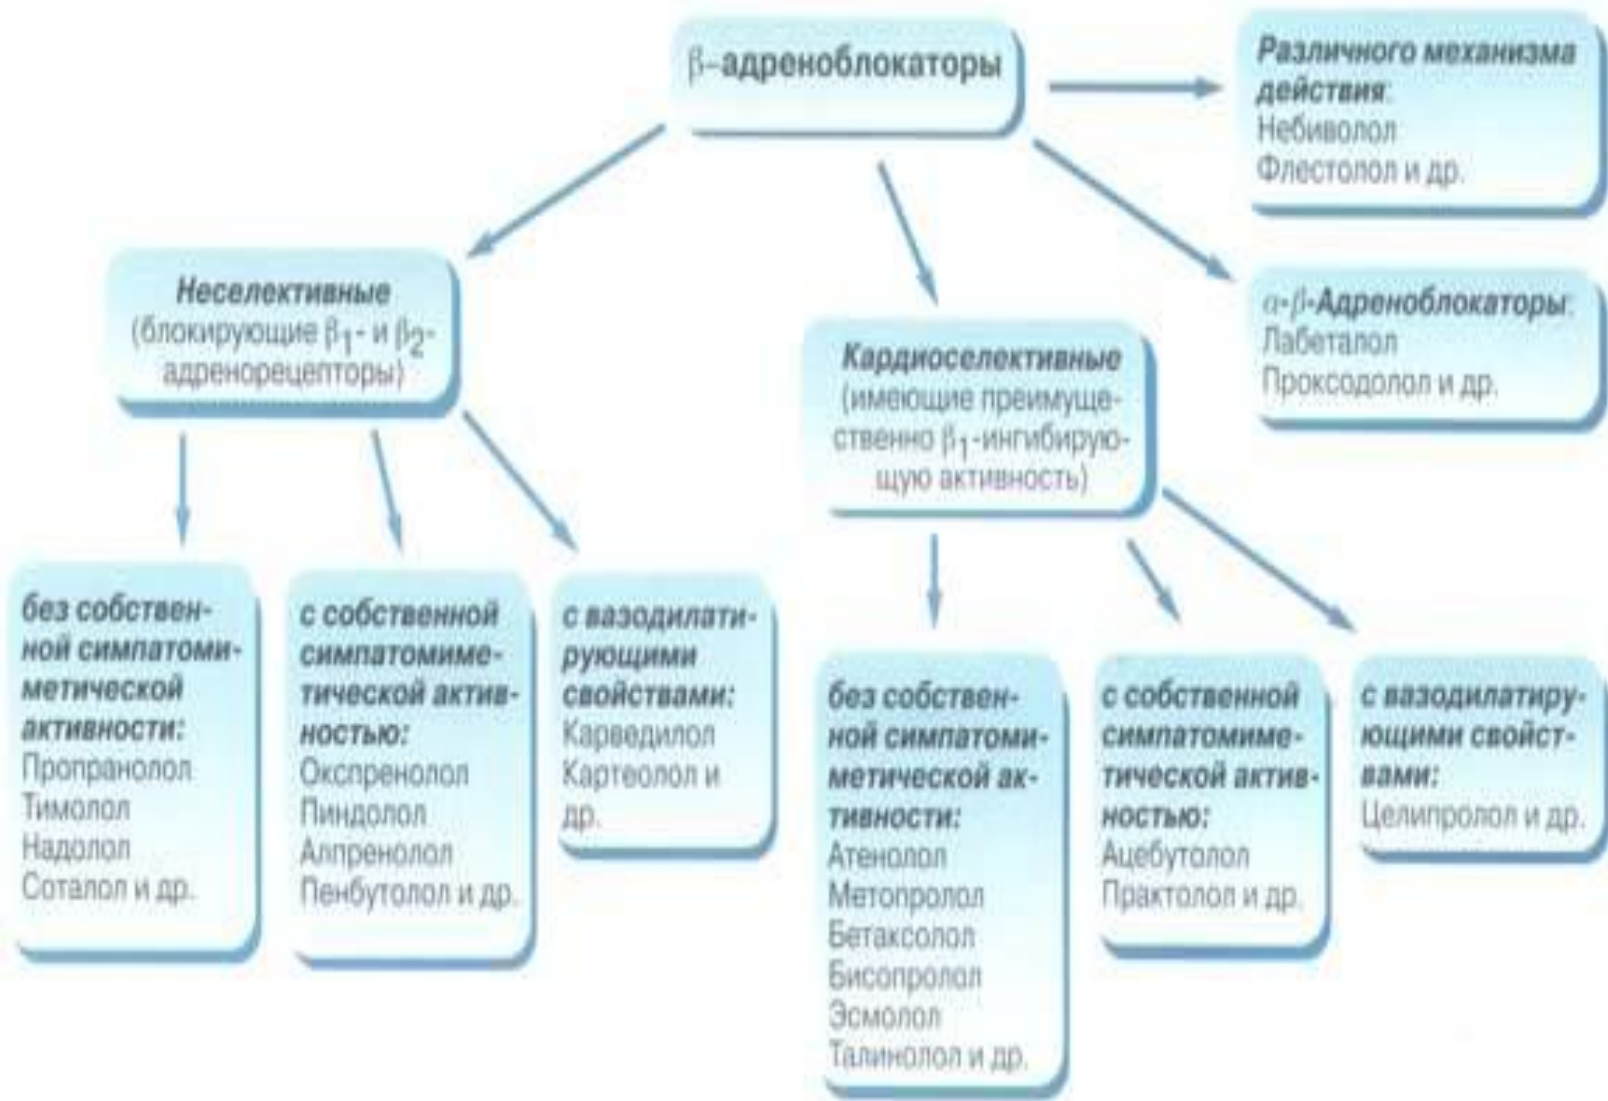 β-адреноблокаторы
Различного механизма
действия:
Небиволол
Флестолол и др.
α-β-Адреноблокаторы:
Лабеталол
Проксодолол и др.
Неселективные
(блокирующие β1- и β2-
адренорецепторы)
Кардиоселективные
(имеющие преимуще-
ственно β1-ингибирую-
щую активность)
без собствен-
ной симпатоми-
метической
активности:
Пропранолол
Тимолол
Надолол
Соталол и др.
с собственной
симпатомиме-
тической актив-
ностью:
Окспренолол
Пиндолол
Алпренолол
Пенбутолол и др.
с вазодилати-
рующими
свойствами:
Карведилол
Картеолол и
др.
без собствен-
ной симпатоми-
метической ак-
тивности:
Атенолол
Метопролол
Бетаксолол
Бисопролол
Эсмолол
Талинолол и др.
с собственной
симпатомиме-
тической актив-
ностью:
Ацебутолол
Практолол и др.
с вазодилатиру-
ющими свойст-
вами:
Целипролол и др.